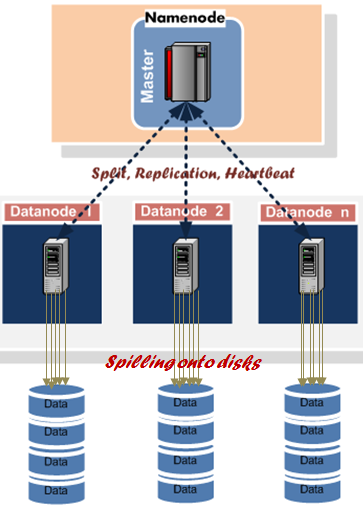 Namenode
Master
Split, Replication, Heartbeat
Datanode 1
Datanode 2
Datanode n
Spilling onto disks
Data
Data
Data
Data
Data
Data
Data
Data
Data
Data
Data
Data